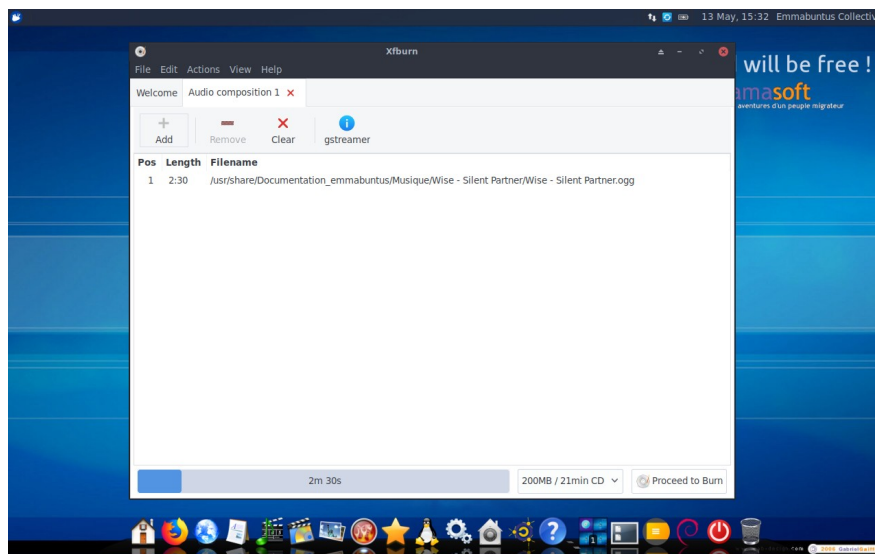 13 May, 15:32 Emmabuntus Collectiv
Xfburn
File Edit Actions View Help
will be free !
amasoft
aventures d'un peuple migrateur
Welcome Audio composition 1
Add Remove Clear gstreamer
Pos Length Filename
1 2:30 /usr/share/Documentation_emmabuntus/Musique/Wise - Silent Partner/Wise - Silent Partner.ogg
2m 30s 200MB / 21min CD Proceed to Burn
1